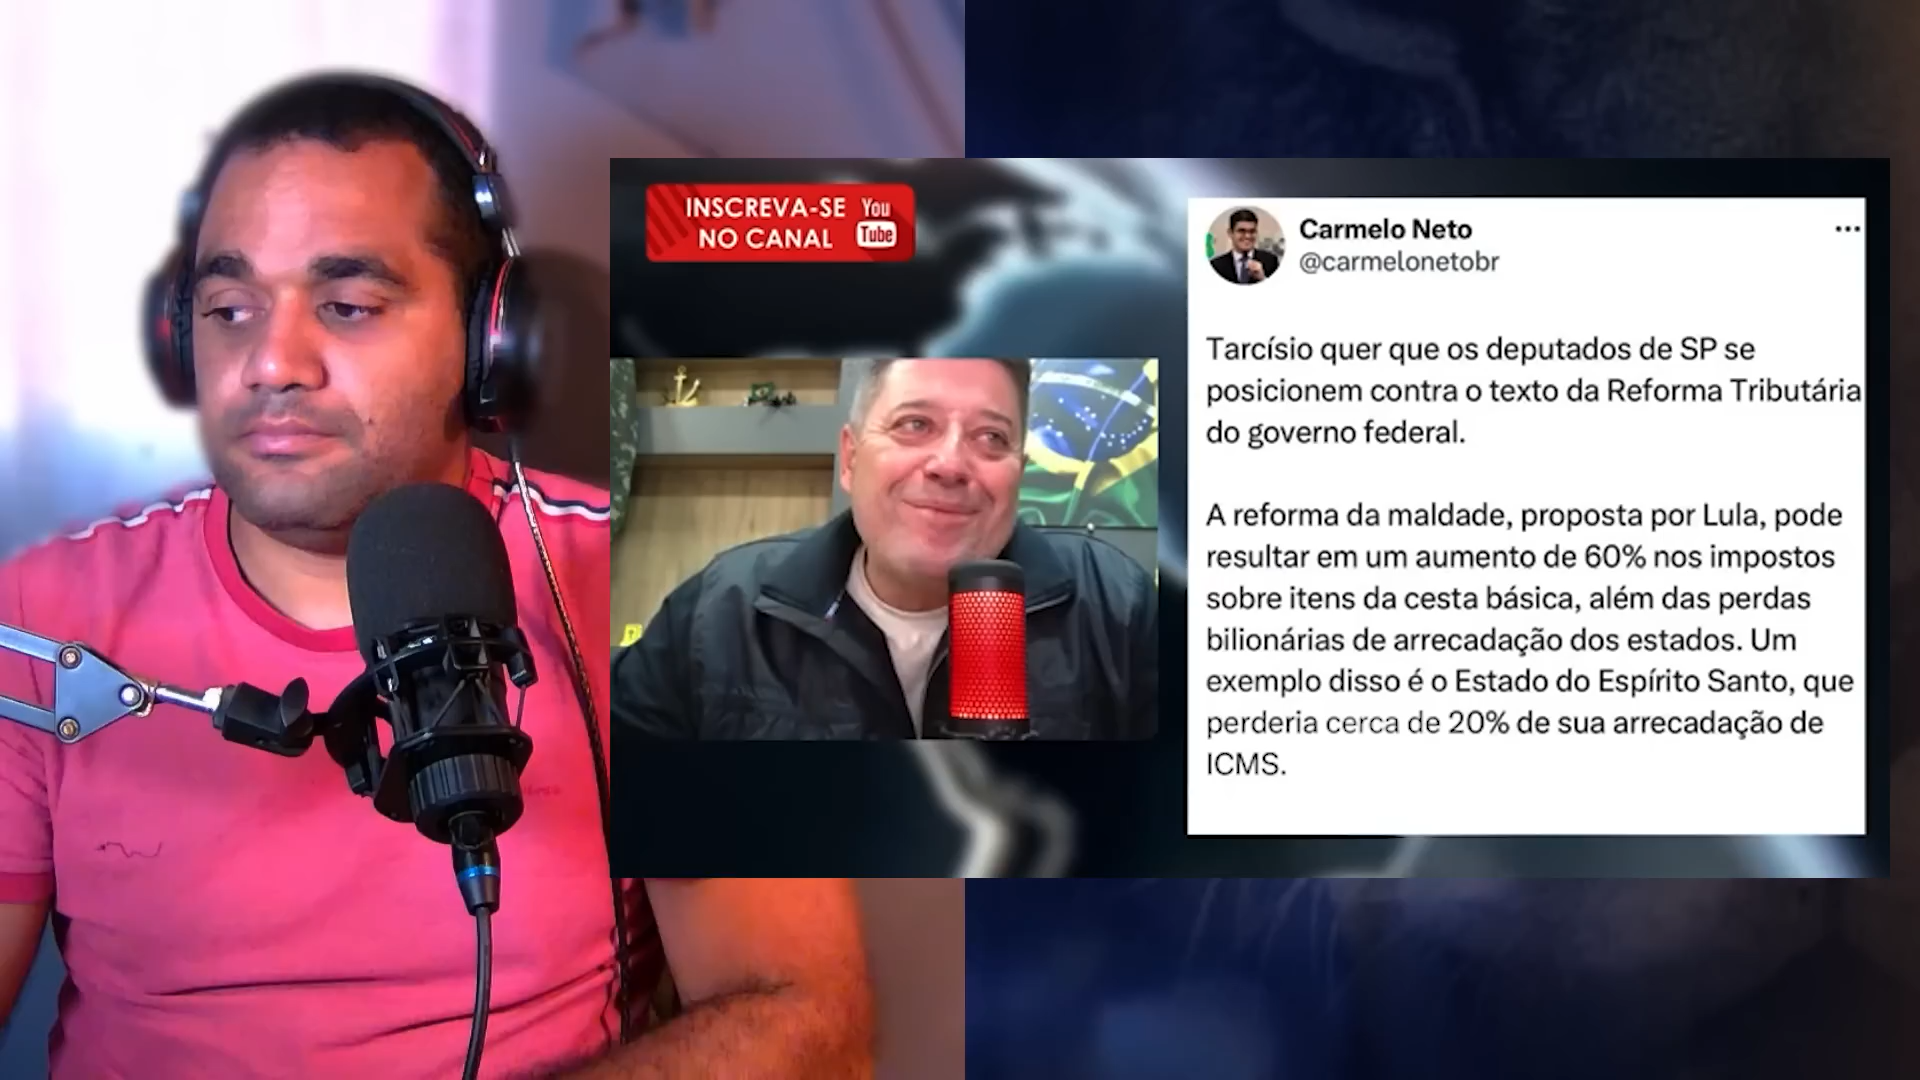 INSCREVA-SE
NO CANAL
You
Tube
Carmelo Neto
@carmelonetobr
Tarcísio quer que os deputados de SP se
posicionem contra o texto da Reforma Tributária
do governo federal.
A reforma da maldade, proposta por Lula, pode
resultar em um aumento de 60% nos impostos
sobre itens da cesta básica, além das perdas
bilionárias de arrecadação dos estados. Um
exemplo disso é o Estado do Espírito Santo, que
perderia cerca de 20% de sua arrecadação de
ICMS.